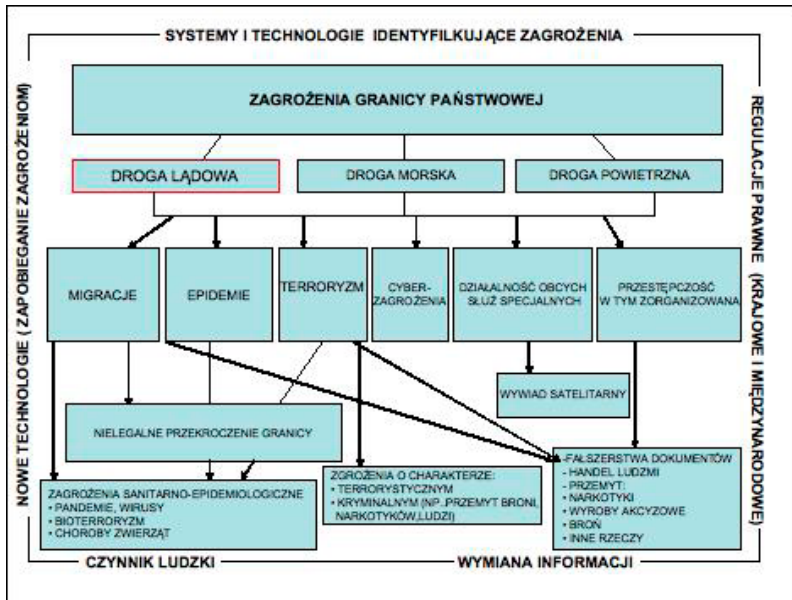 SYSTEMY I TECHNOLOGIE IDENTYFILKUJĄCE ZAGROŻENIA
NOWE TECHNOLOGIE ( ZAPOBIEGANIE ZAGROŻENIOM)
REGULACJE PRAWNE (KRAJOWE I MIĘDZYNARODOWE)
ZAGROŻENIA GRANICY PAŃSTWOWEJ
DROGA LĄDOWA
DROGA MORSKA
DROGA POWIETRZNA
MIGRACJE
EPIDEMIE
TERRORYZM
CYBER-
ZAGROŻENIA
DZIAŁALNOŚĆ OBCYCH
SŁUŻ SPECJALNYCH
PRZESTĘPCZOŚĆ
W TYM ZORGANIZOWANA
WYWIAD SATELITARNY
NIELEGALNE PRZEKROCZENIE GRANICY
ZAGROŻENIA SANITARNO-EPIDEMIOLOGICZNE
• PANDEMIE, WIRUSY
• BIOTERRORYZM
• CHOROBY ZWIERZĄT
ZGROŻENIA O CHARAKTERZE:
• TERRORYSTYCZNYM
• KRYMINALNYM (NP..PRZEMYT BRONI,
NARKOTYKÓW,LUDZI)
-FAŁSZERSTWA DOKUMENTÓW
- HANDEL LUDZMI
- PRZEMYT:
• NARKOTYKI
• WYROBY AKCYZOWE
• BROŃ
• INNE RZECZY
CZYNNIK LUDZKI
WYMIANA INFORMACJI